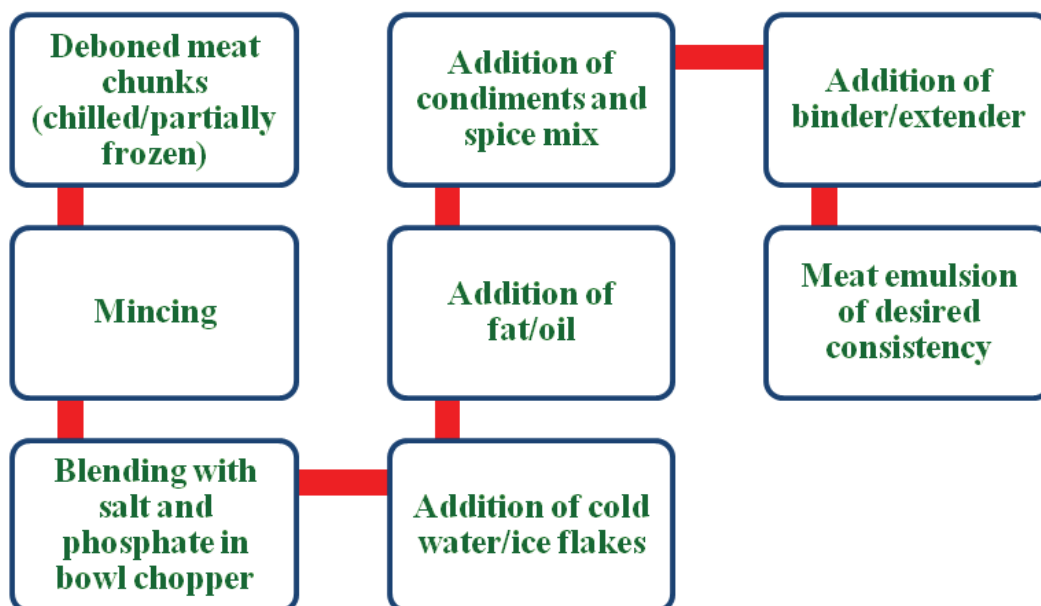 Deboned meat
chunks
(chilled/partially
frozen)
Mincing
Blending with
salt and
phosphate in
bowl chopper
Addition of cold
water/ice flakes
Addition of
fat/oil
Addition of
condiments and
spice mix
Addition of
binder/extender
Meat emulsion
of desired
consistency